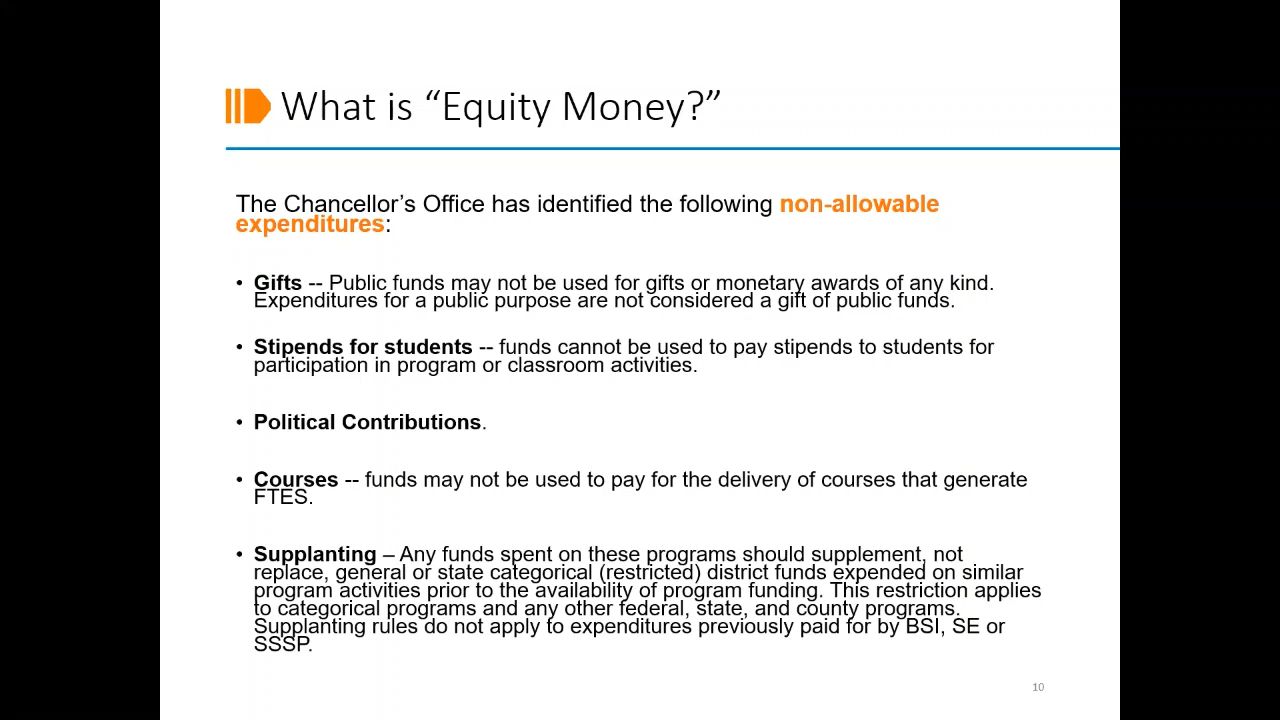 What is “Equity Money?”
The Chancellor’s Office has identified the following non-allowable
expenditures:
• Gifts -- Public funds may not be used for gifts or monetary awards of any kind.
Expenditures for a public purpose are not considered a gift of public funds.
• Stipends for students -- funds cannot be used to pay stipends to students for
participation in program or classroom activities.
• Political Contributions.
• Courses -- funds may not be used to pay for the delivery of courses that generate
FTES.
• Supplanting – Any funds spent on these programs should supplement, not
replace, general or state categorical (restricted) district funds expended on similar
program activities prior to the availability of program funding. This restriction applies
to categorical programs and any other federal, state, and county programs.
Supplanting rules do not apply to expenditures previously paid for by BSI, SE or
SSSP.
10